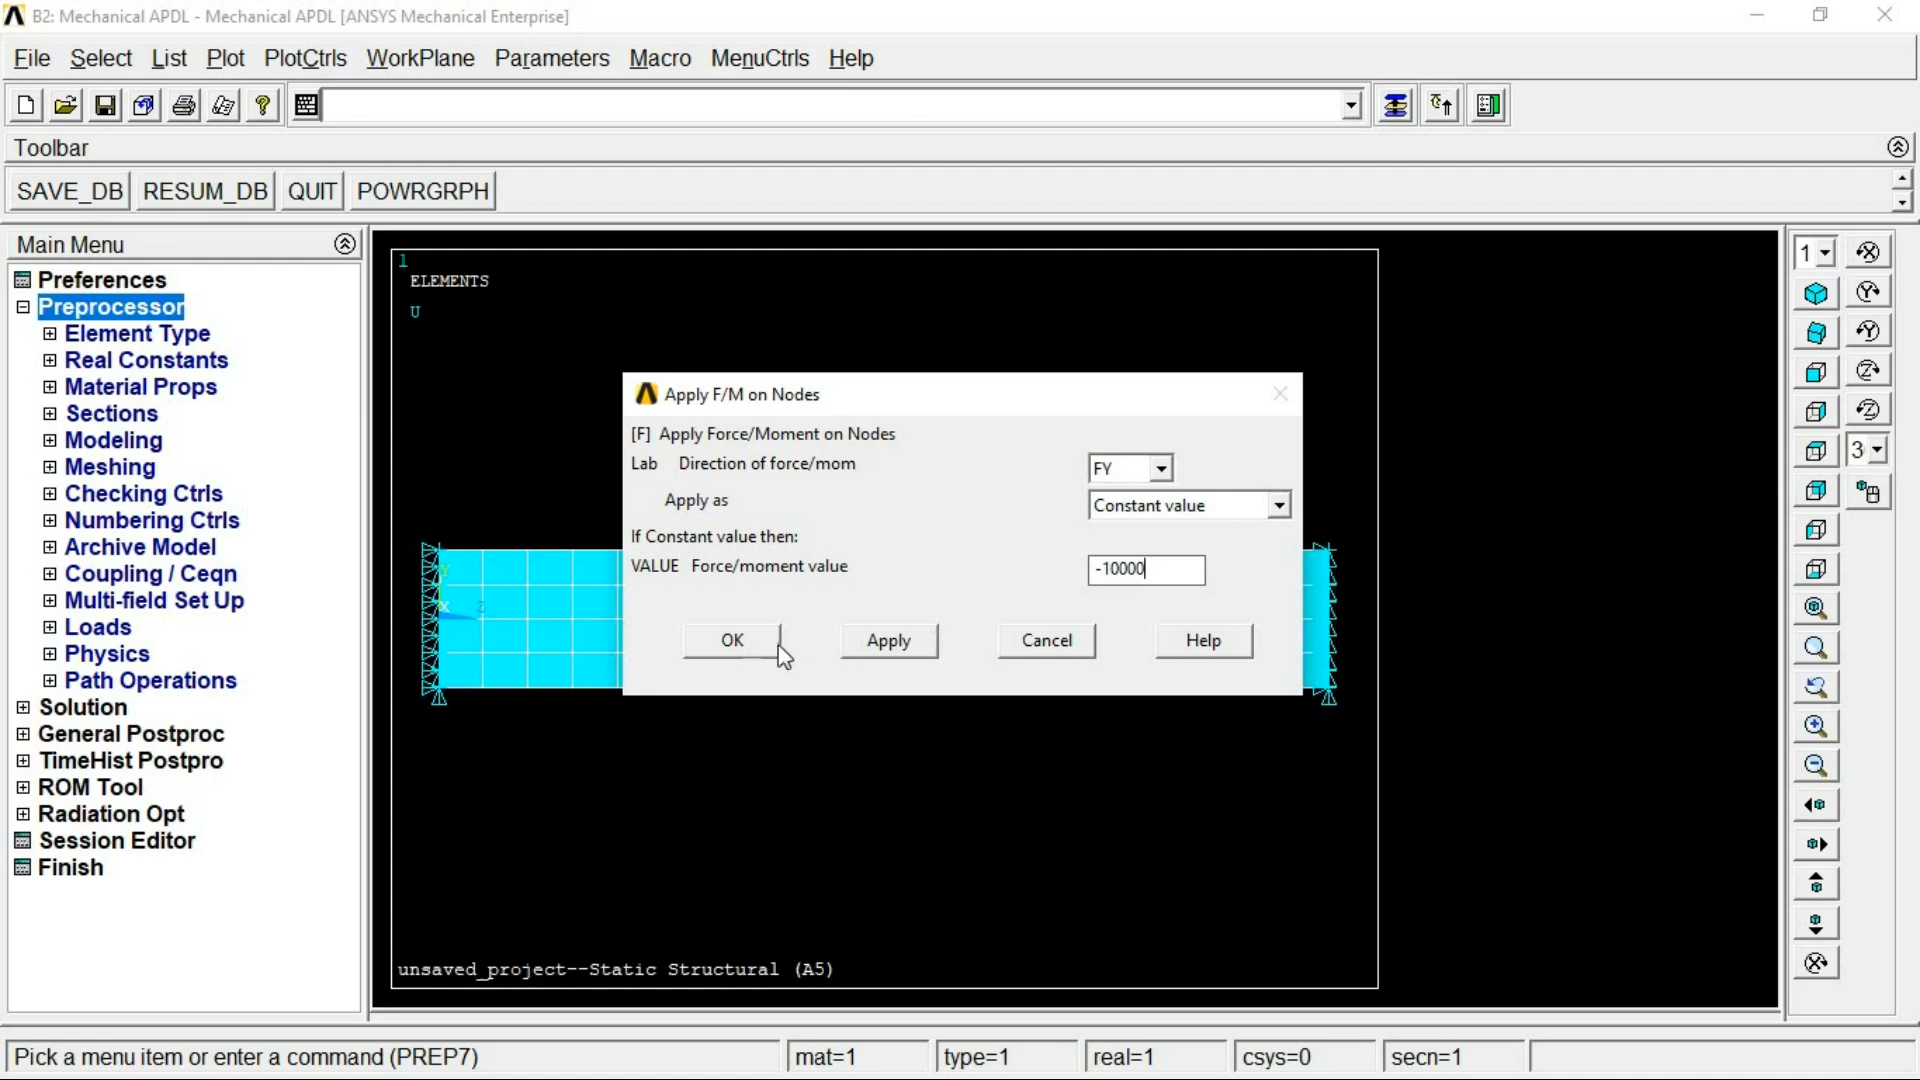 B2: Mechanical APDL - Mechanical APDL [ANSYS Mechanical Enterprise]
File Select List Plot PlotCtrls WorkPlane Parameters Macro MenuCtrls Help
Toolbar
SAVE_DB RESUM_DB QUIT POWRGRPH
Main Menu
Preferences
Preprocessor
Element Type
Real Constants
Material Props
Sections
Modeling
Meshing
Checking Ctrls
Numbering Ctrls
Archive Model
Coupling / Ceqn
Multi-field Set Up
Loads
Physics
Path Operations
Solution
General Postproc
TimeHist Postpro
ROM Tool
Radiation Opt
Session Editor
Finish
1
ELEMENTS
U
Y
X Z
Apply F/M on Nodes
[F] Apply Force/Moment on Nodes
Lab Direction of force/mom FY
Apply as Constant value
If Constant value then:
VALUE Force/moment value -10000
OK Apply Cancel Help
unsaved_project--Static Structural (A5)
1
3
Pick a menu item or enter a command (PREP7) mat=1 type=1 real=1 csys=0 secn=1